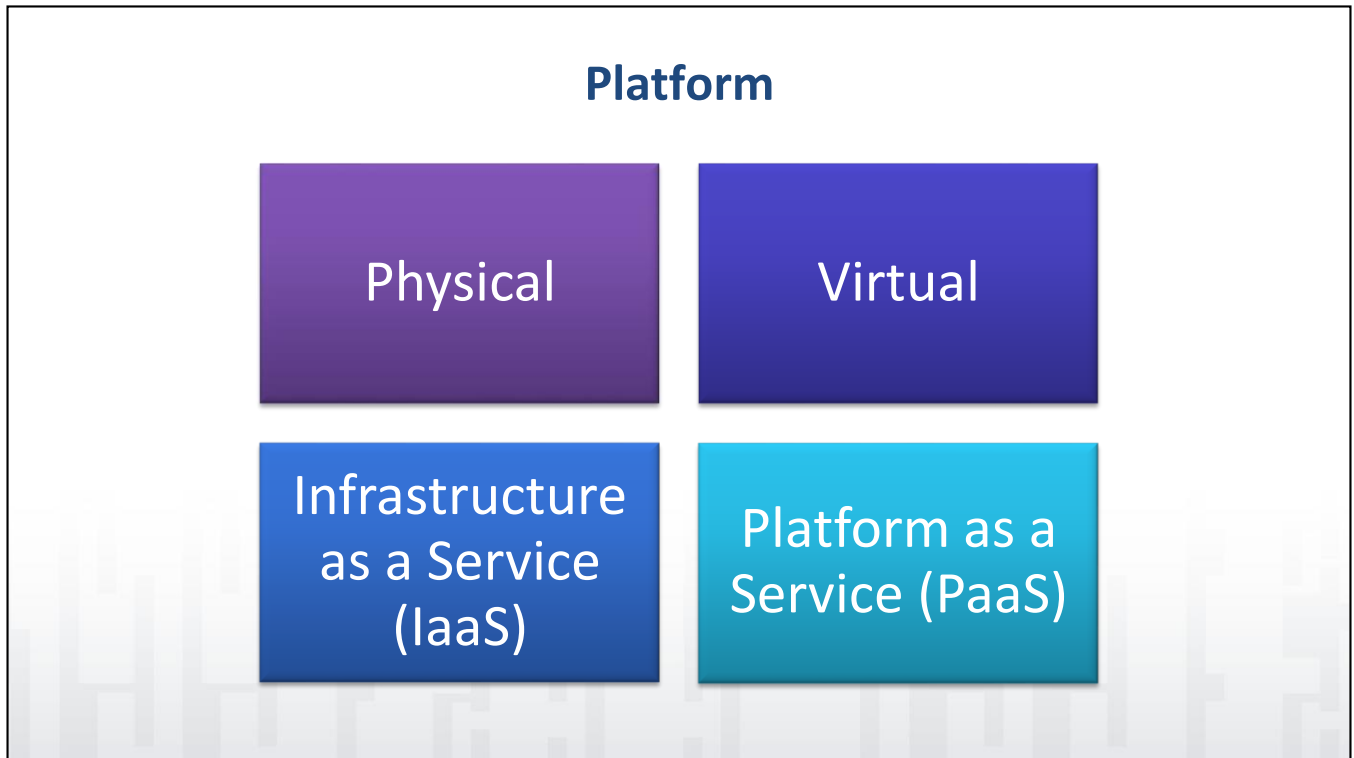 Platform
Physical
Virtual
Infrastructure
as a Service
(IaaS)
Platform as a
Service (PaaS)